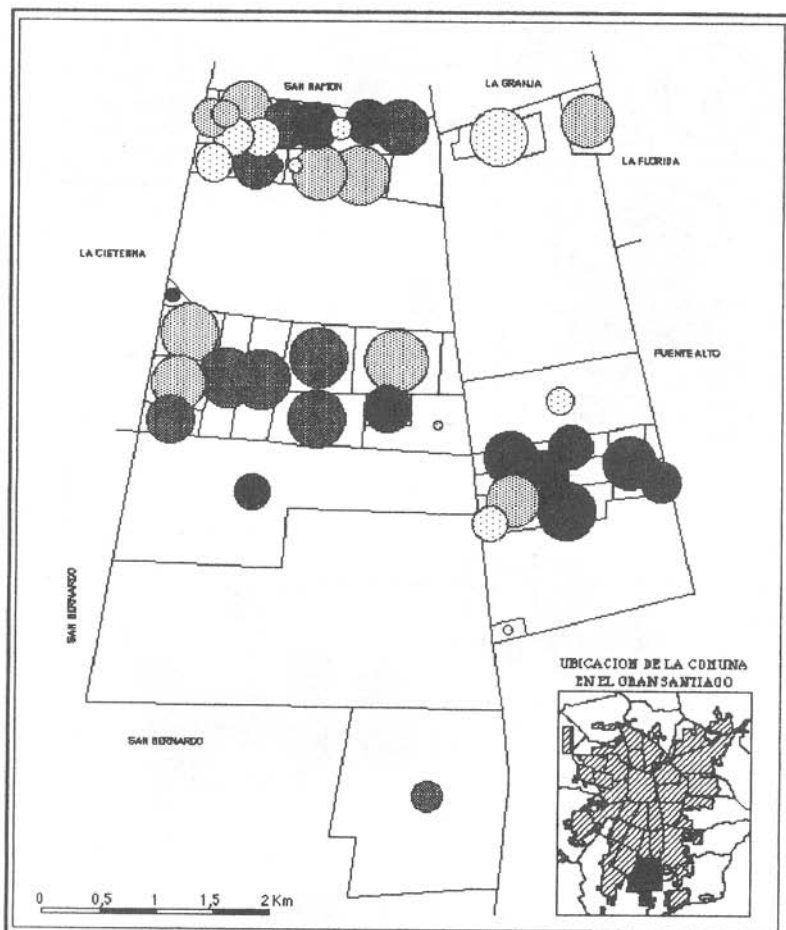 SAN RAMON
LA GRANJA
LA FLORIDA
LA CISTERNA
PUENTE ALTO
SAN BERNARDO
UBICACION DE LA COMUNA
EN EL GRAN SANTIAGO
SAN BERNARDO
0 0,5 1 1,5 2 Km